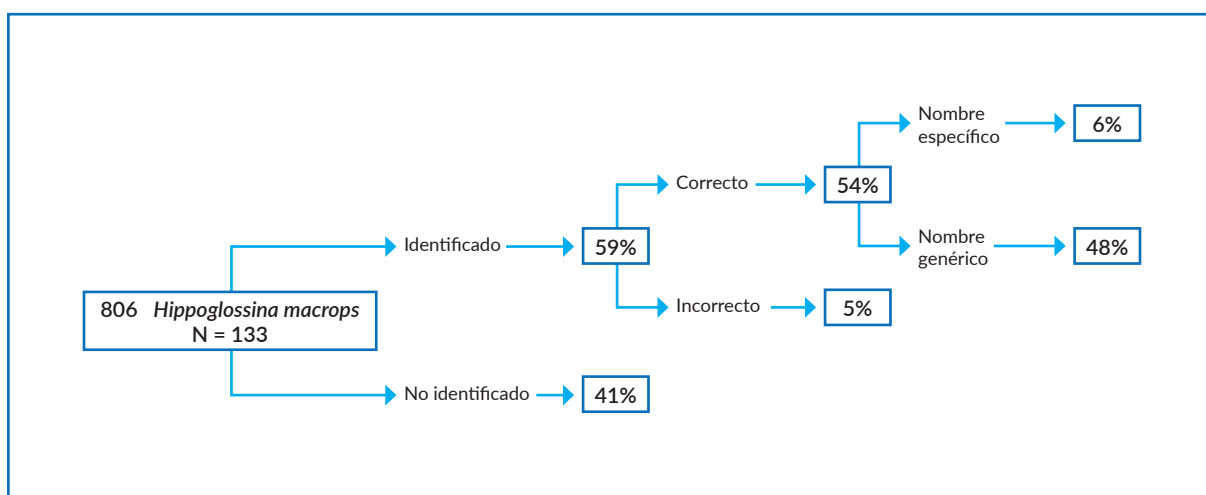 Nombre
específico
6%
Correcto
54%
Identificado
59%
Nombre
genérico
48%
Incorrecto
5%
806 Hippoglossina macrops
N = 133
No identificado
41%